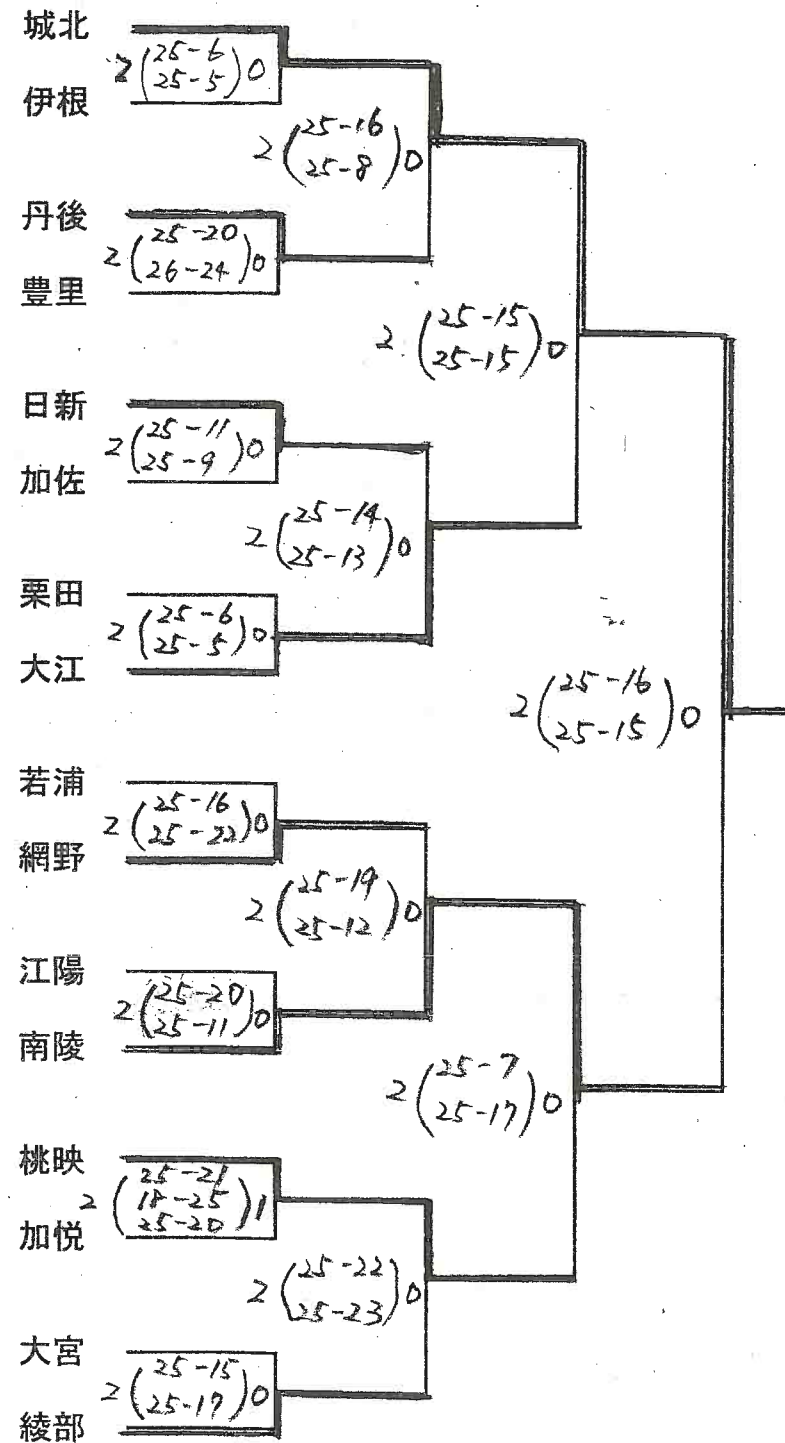 城北
2(25-6 25-5)0
伊根
2(25-16 25-8)0
丹後
2(25-20 26-24)0
豊里
2(25-15 25-15)0
日新
2(25-11 25-9)0
加佐
2(25-14 25-13)0
栗田
2(25-6 25-5)0
大江
2(25-16 25-15)0
若浦
2(25-16 25-22)0
網野
2(25-19 25-12)0
江陽
2(25-20 25-11)0
南陵
2(25-7 25-17)0
桃映
2(25-21 18-25 25-20)1
加悦
2(25-22 25-23)0
大宮
2(25-15 25-17)0
綾部